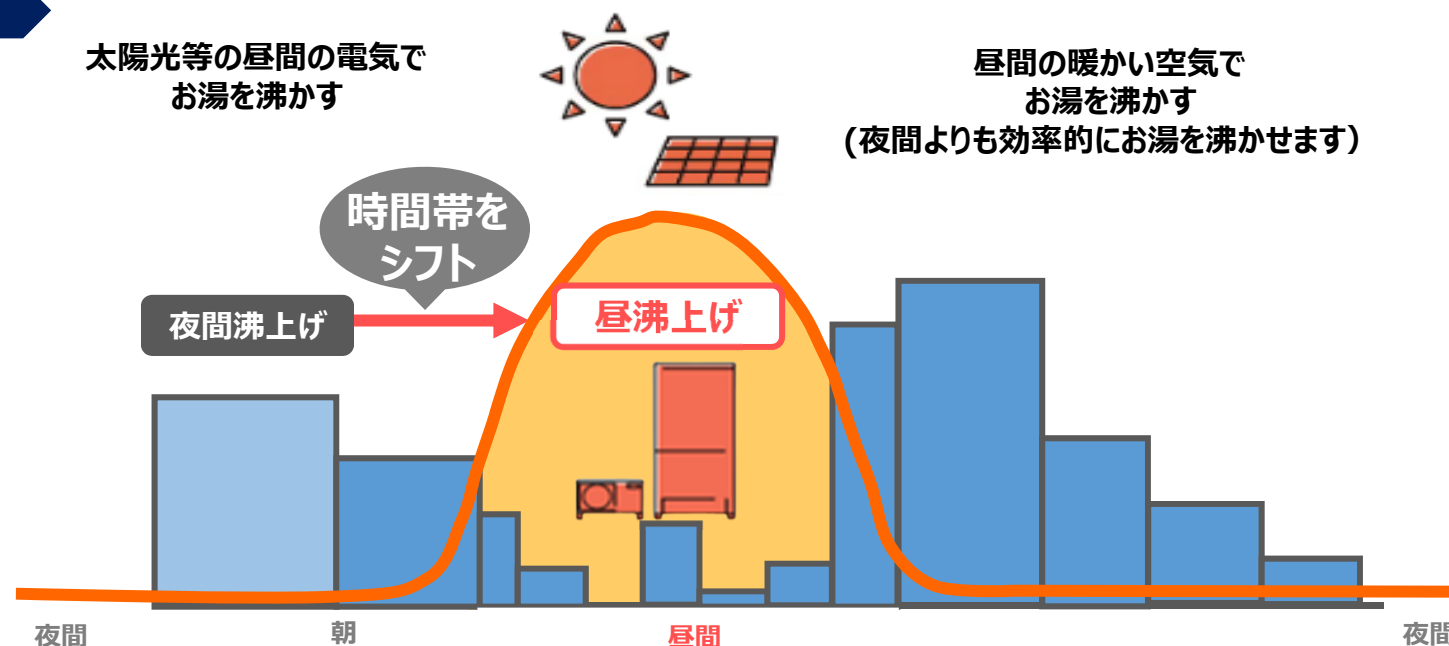 太陽光等の昼間の電気で
お湯を沸かす
昼間の暖かい空気で
お湯を沸かす
(夜間よりも効率的にお湯を沸かせます）
時間帯を
シフト
夜間沸上げ
昼沸上げ
夜間
朝
昼間
夜間